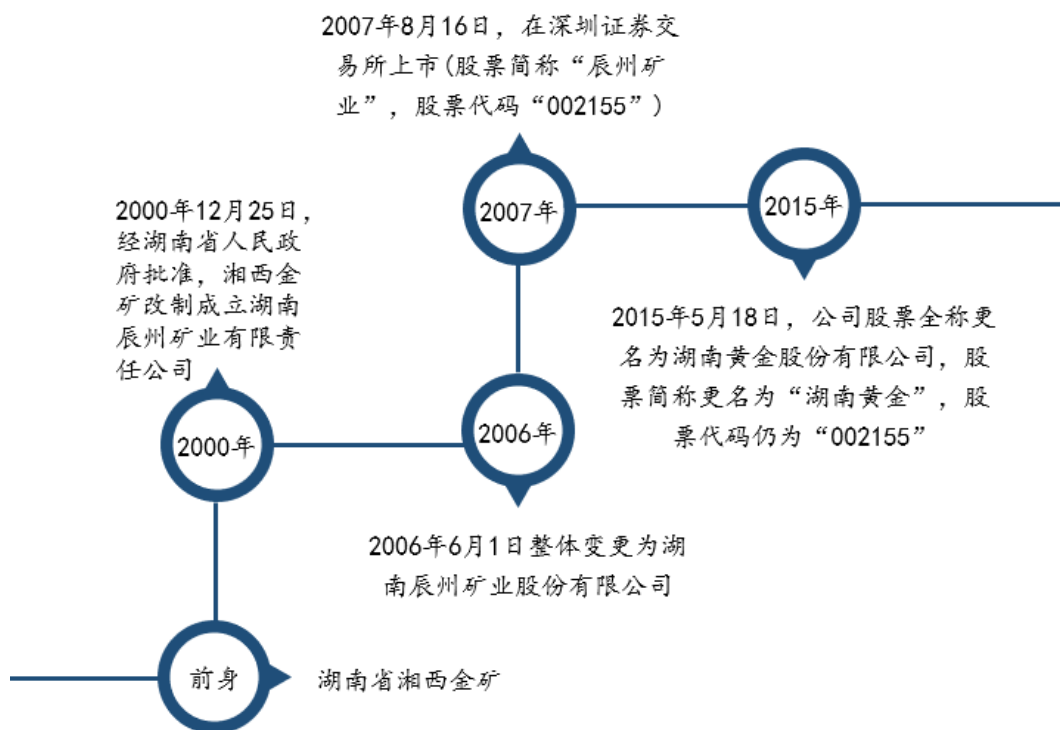 2007年8月16日，在深圳证券交
易所上市(股票简称“辰州矿
业”，股票代码“002155”)
2007年
2015年
2000年12月25日，
经湖南省人民政
府批准，湘西金
矿改制成立湖南
辰州矿业有限责
任公司
2015年5月18日，公司股票全称更
名为湖南黄金股份有限公司，股
票简称更名为“湖南黄金”，股
票代码仍为“002155”
2000年
2006年
2006年6月1日整体变更为湖
南辰州矿业股份有限公司
前身
湖南省湘西金矿